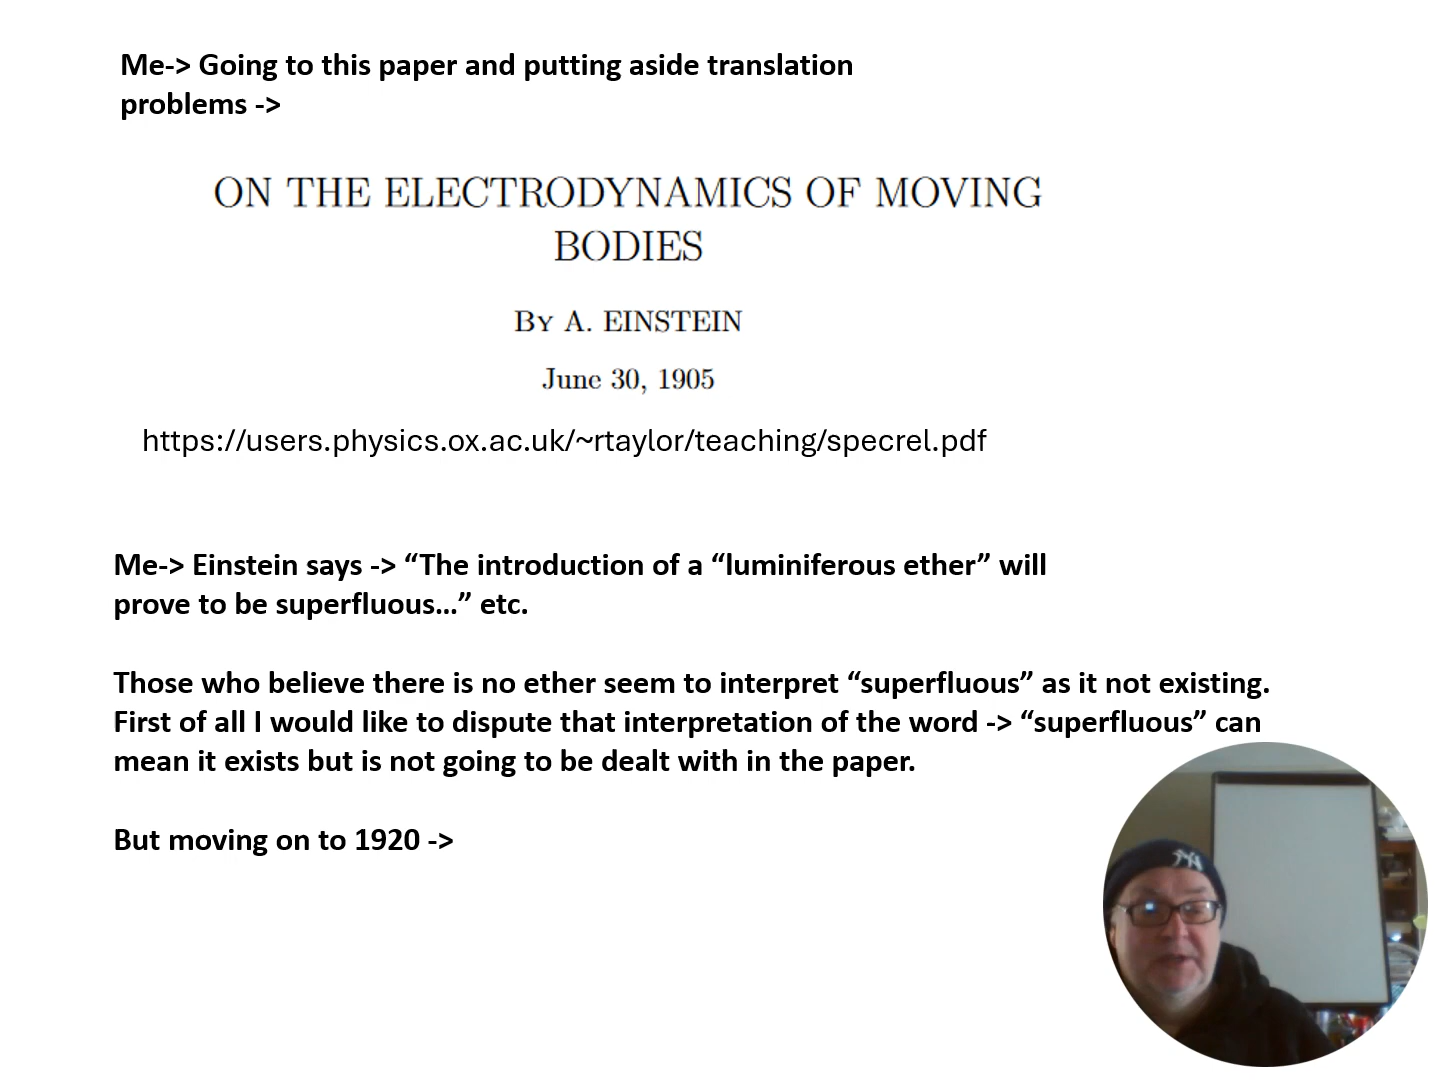 Me-> Going to this paper and putting aside translation
problems ->
ON THE ELECTRODYNAMICS OF MOVING
BODIES
By A. EINSTEIN
June 30, 1905
https://users.physics.ox.ac.uk/~rtaylor/teaching/specrel.pdf
Me-> Einstein says -> “The introduction of a “luminiferous ether” will
prove to be superfluous…” etc.
Those who believe there is no ether seem to interpret “superfluous” as it not existing.
First of all I would like to dispute that interpretation of the word -> “superfluous” can
mean it exists but is not going to be dealt with in the paper.
But moving on to 1920 ->
NY